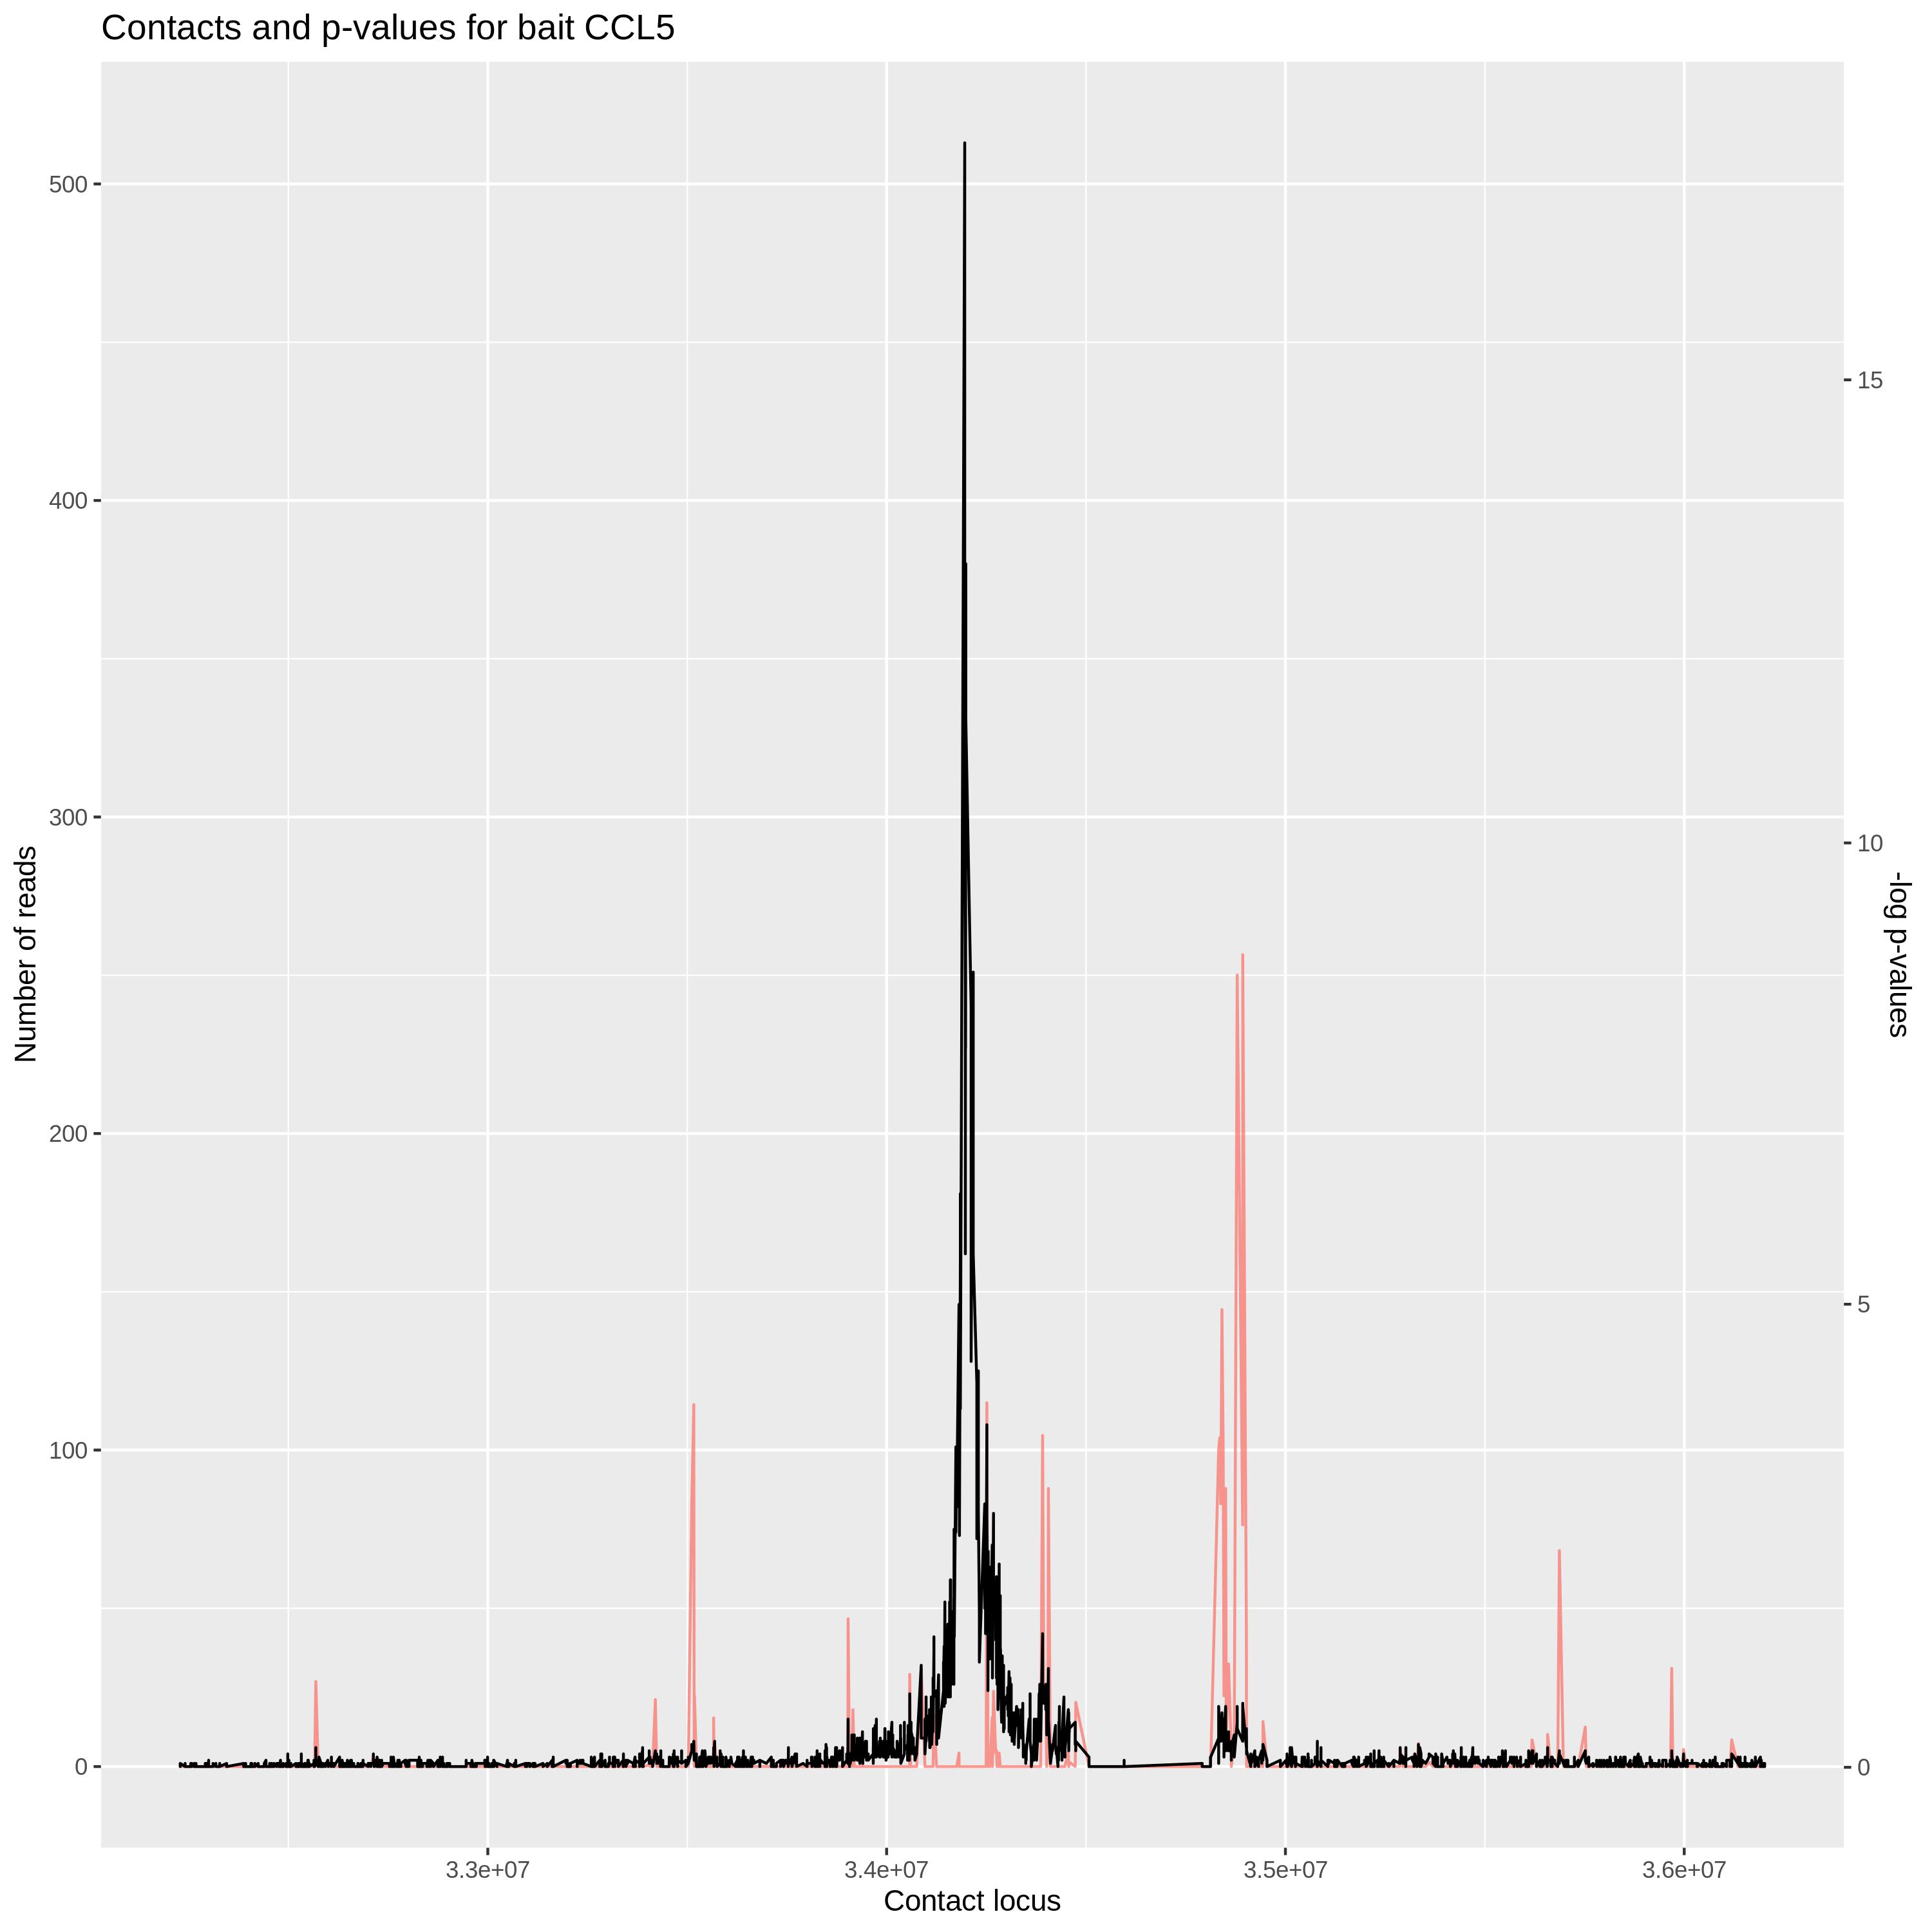 Contacts and p-values for bait CCL5
500
400
300
200
100
0
Number of reads
15
10
5
0
-log p-values
3.3e+07
3.4e+07
3.5e+07
3.6e+07
Contact locus